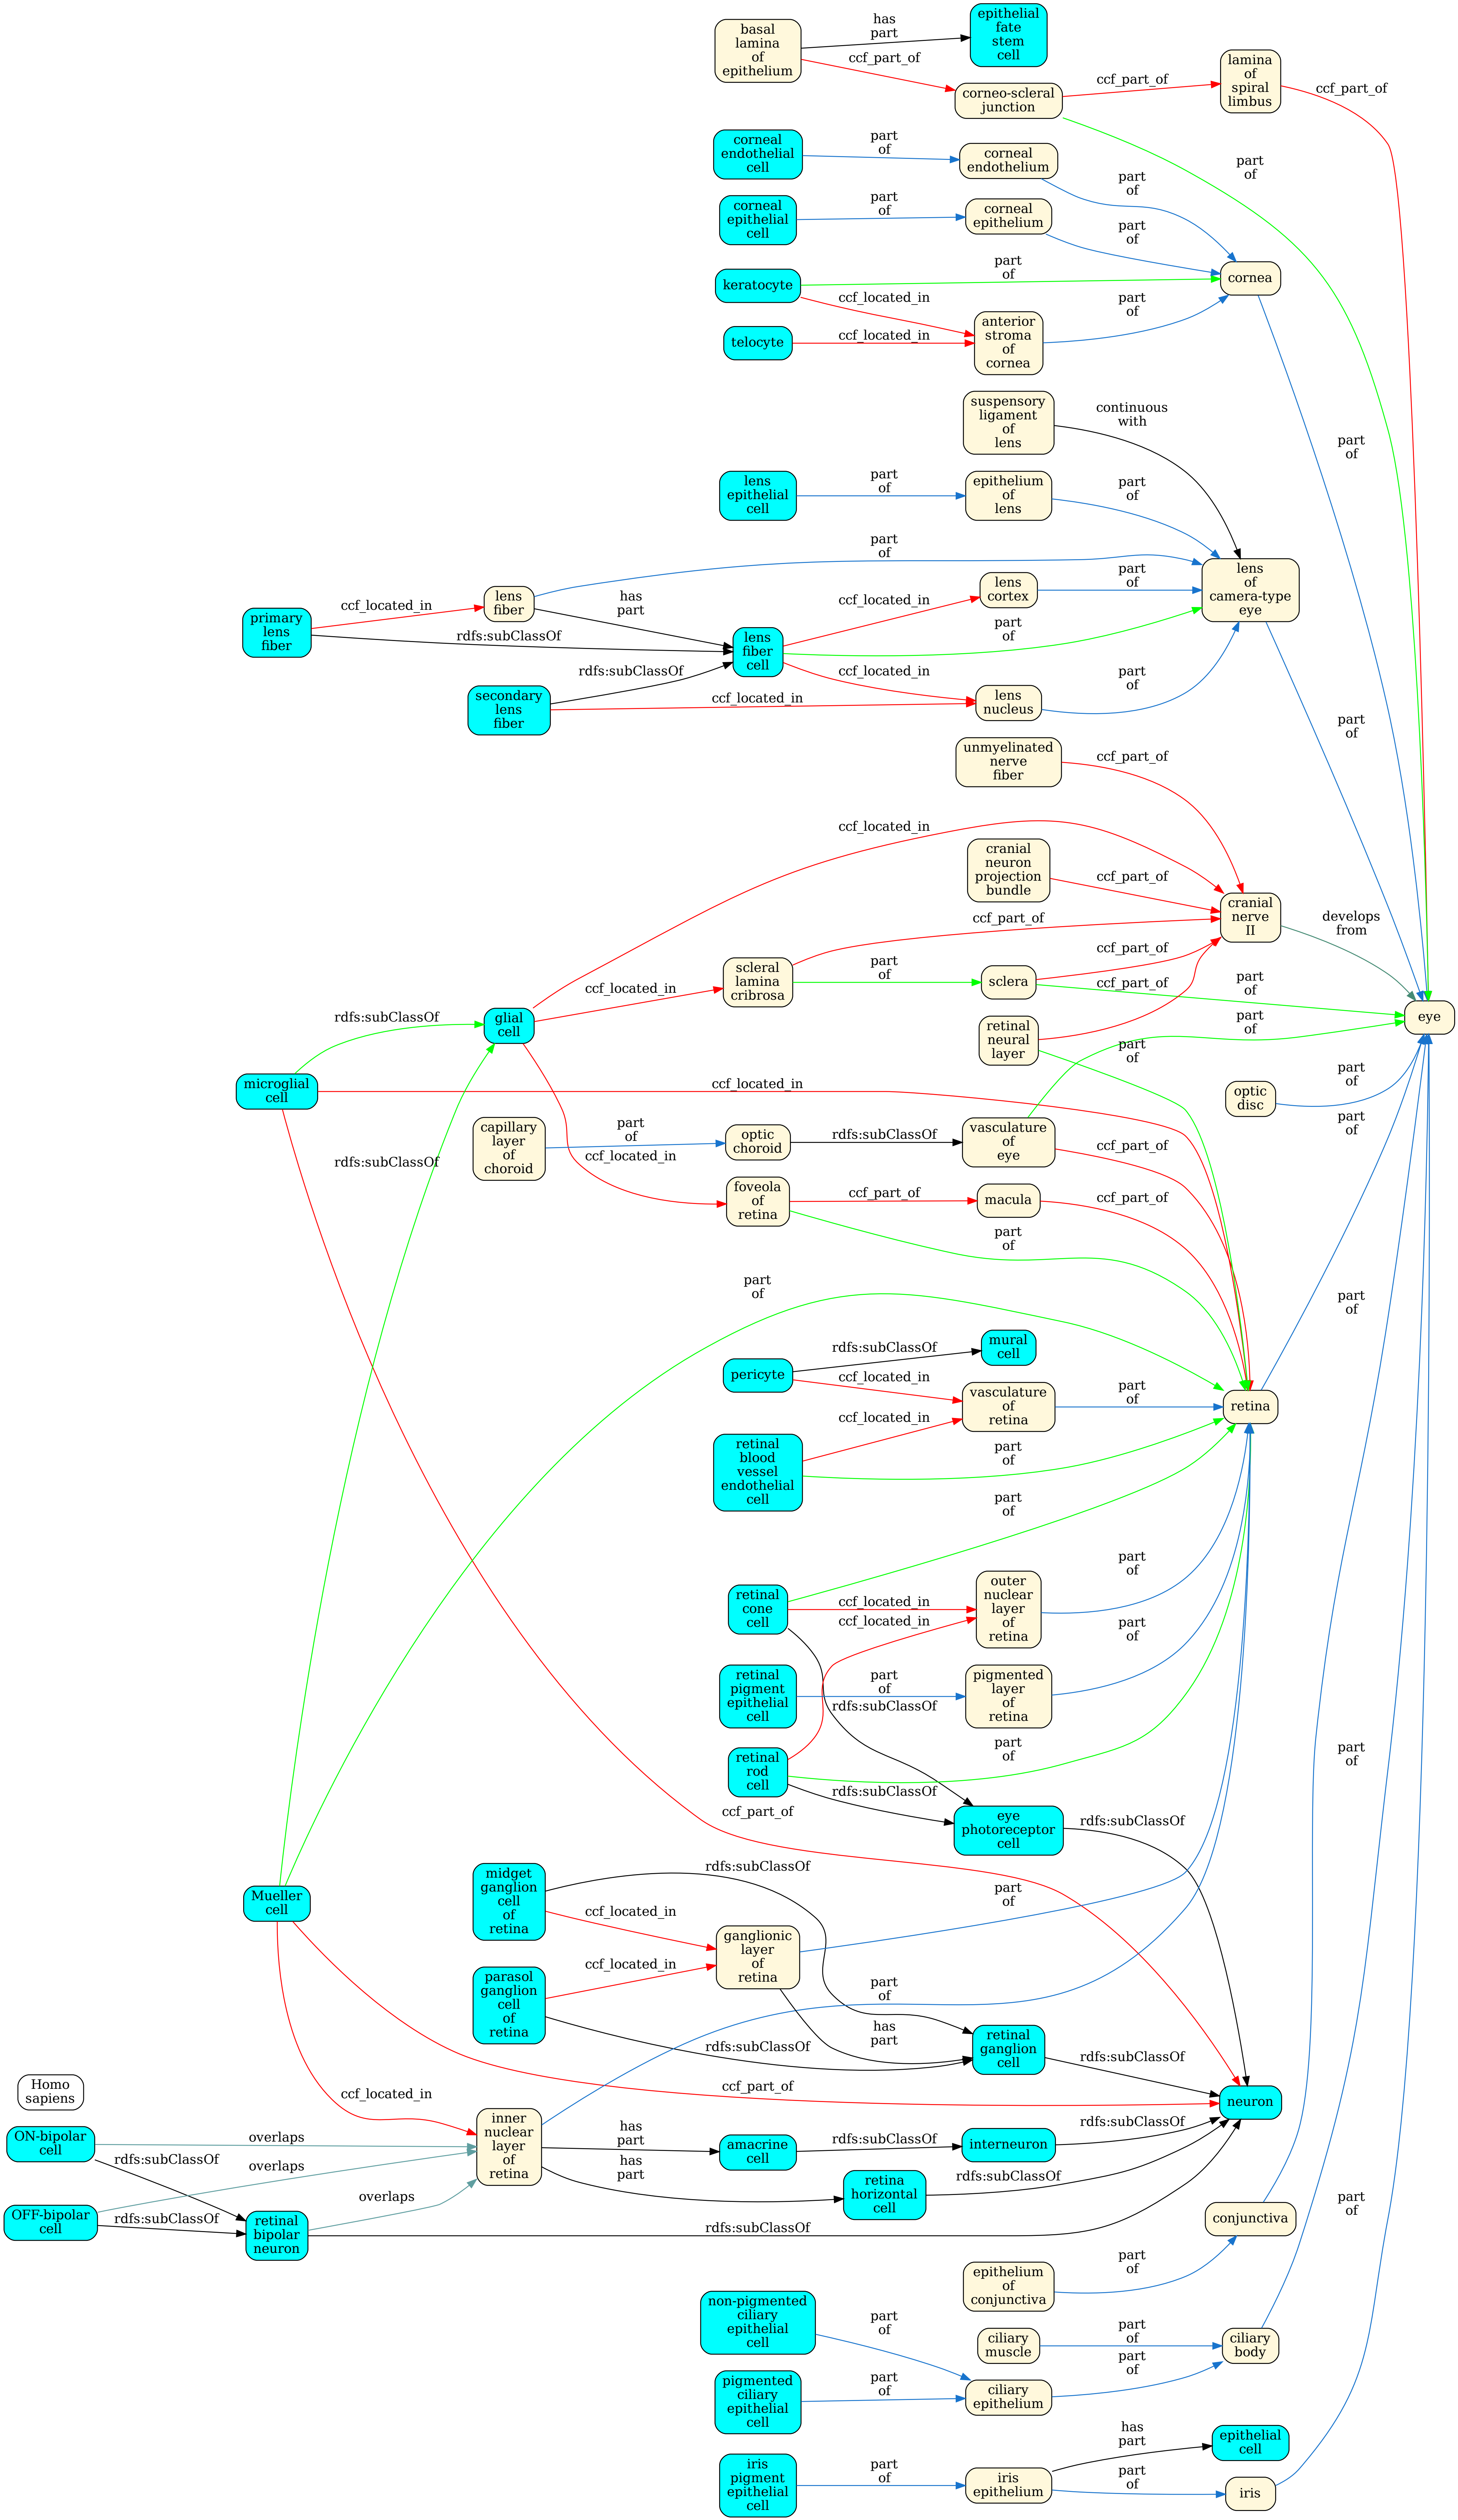 basal
lamina
of
epithelium
has
part
epithelial
fate
stem
cell
ccf_part_of
corneo-scleral
junction
ccf_part_of
lamina
of
spiral
limbus
ccf_part_of
part
of
corneal
endothelial
cell
part
of
corneal
endothelium
part
of
corneal
epithelial
cell
part
of
corneal
epithelium
part
of
cornea
part
of
keratocyte
part
of
ccf_located_in
telocyte
ccf_located_in
anterior
stroma
of
cornea
part
of
suspensory
ligament
of
lens
continuous
with
lens
epithelial
cell
part
of
epithelium
of
lens
part
of
lens
of
camera-type
eye
part
of
primary
lens
fiber
ccf_located_in
rdfs:subClassOf
lens
fiber
part
of
has
part
lens
fiber
cell
ccf_located_in
part
of
ccf_located_in
lens
cortex
part
of
secondary
lens
fiber
rdfs:subClassOf
ccf_located_in
lens
nucleus
part
of
unmyelinated
nerve
fiber
ccf_part_of
cranial
neuron
projection
bundle
ccf_part_of
cranial
nerve
II
develops
from
eye
ccf_located_in
glial
cell
ccf_located_in
scleral
lamina
cribrosa
ccf_part_of
part
of
sclera
ccf_part_of
part
of
retinal
neural
layer
ccf_part_of
part
of
microglial
cell
rdfs:subClassOf
ccf_located_in
ccf_part_of
rdfs:subClassOf
capillary
layer
of
choroid
part
of
optic
choroid
rdfs:subClassOf
vasculature
of
eye
part
of
ccf_part_of
optic
disc
part
of
ccf_located_in
foveola
of
retina
ccf_part_of
part
of
macula
ccf_part_of
part
of
pericyte
rdfs:subClassOf
mural
cell
ccf_located_in
vasculature
of
retina
part
of
retina
part
of
retinal
blood
vessel
endothelial
cell
ccf_located_in
part
of
retinal
cone
cell
part
of
ccf_located_in
rdfs:subClassOf
outer
nuclear
layer
of
retina
part
of
retinal
pigment
epithelial
cell
part
of
pigmented
layer
of
retina
part
of
retinal
rod
cell
ccf_located_in
part
of
rdfs:subClassOf
eye
photoreceptor
cell
rdfs:subClassOf
Mueller
cell
ccf_located_in
ccf_part_of
midget
ganglion
cell
of
retina
rdfs:subClassOf
ccf_located_in
parasol
ganglion
cell
of
retina
ccf_located_in
rdfs:subClassOf
ganglionic
layer
of
retina
part
of
has
part
retinal
ganglion
cell
rdfs:subClassOf
neuron
Homo
sapiens
ON-bipolar
cell
overlaps
rdfs:subClassOf
OFF-bipolar
cell
overlaps
rdfs:subClassOf
retinal
bipolar
neuron
overlaps
rdfs:subClassOf
inner
nuclear
layer
of
retina
part
of
has
part
amacrine
cell
rdfs:subClassOf
interneuron
rdfs:subClassOf
has
part
retina
horizontal
cell
rdfs:subClassOf
epithelium
of
conjunctiva
part
of
conjunctiva
part
of
non-pigmented
ciliary
epithelial
cell
part
of
ciliary
muscle
part
of
ciliary
body
part
of
pigmented
ciliary
epithelial
cell
part
of
ciliary
epithelium
part
of
iris
pigment
epithelial
cell
part
of
iris
epithelium
has
part
epithelial
cell
part
of
iris
part
of